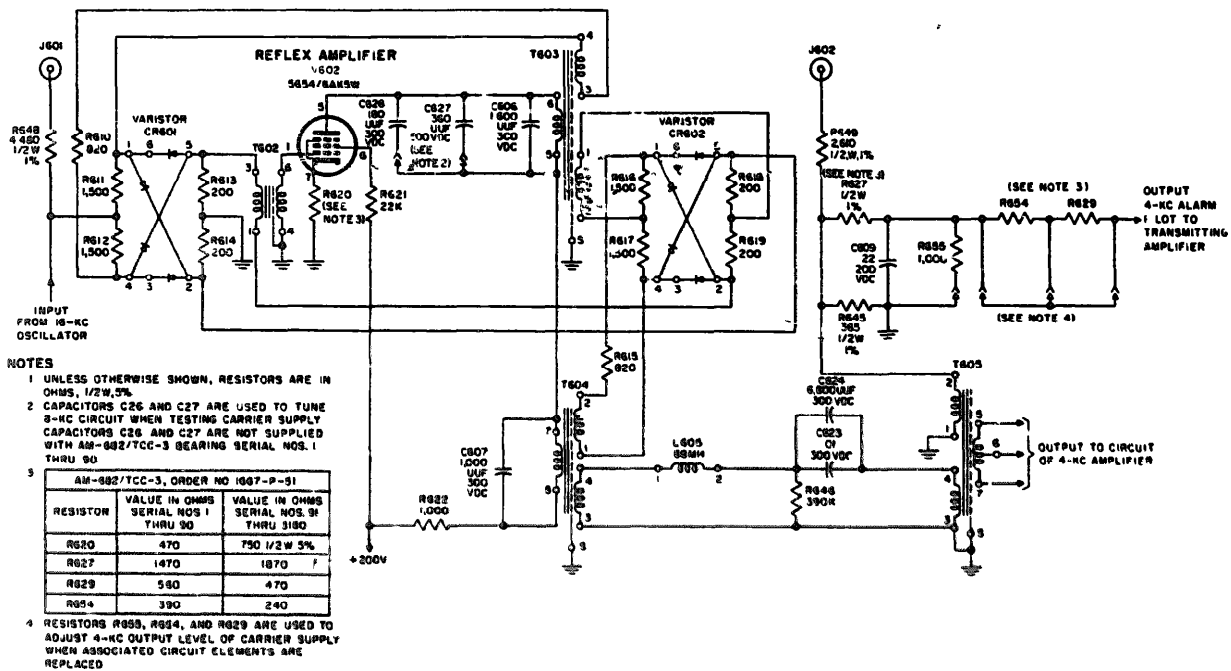 J601
REFLEX AMPLIFIER
V602
5654/6AK5W
T603
J602
R648
4 460
1/2 W
1%
R610
820
VARISTOR
CR601
C626
180
UUF
300
VDC
C627
360
UUF
200VDC
(SEE
NOTE 2)
C606
1 600
UUF
300
VDC
VARISTOR
CR602
R649
2,610
1/2 W,1%
(SEE NOTE 3)
R627
1/2 W
1%
R611
1,500
R612
1,500
R613
200
R614
200
T602
R620
(SEE
NOTE 3)
R621
22K
R616
1,500
R617
1,500
R618
200
R619
200
(SEE NOTE 3)
R654
R629
OUTPUT
4-KC ALARM
LOT TO
TRANSMITTING
AMPLIFIER
C609
22
200
VDC
R655
1,000
(SEE NOTE 4)
R645
365
1/2 W
1%
INPUT
FROM 16-KC
OSCILLATOR
R615
820
T604
T605
C624
300 VDC
C623
01
300 VDC
L605
88MH
R646
390K
C607
1,000
UUF
300
VDC
R622
1,000
+200V
OUTPUT TO CIRCUIT
OF 4-KC AMPLIFIER
NOTES
1 UNLESS OTHERWISE SHOWN, RESISTORS ARE IN
OHMS, 1/2W,5%
2 CAPACITORS C26 AND C27 ARE USED TO TUNE
8-KC CIRCUIT WHEN TESTING CARRIER SUPPLY
CAPACITORS C26 AND C27 ARE NOT SUPPLIED
WITH AM-682/TCC-3 BEARING SERIAL NOS. 1
THRU 90
3
AM-682/TCC-3, ORDER NO 1667-P-51
RESISTOR VALUE IN OHMS SERIAL NOS 1 THRU 90 VALUE IN OHMS SERIAL NOS. 91 THRU 3180
R620 470 750 1/2 W 5%
R627 1470 1870
R629 560 470
R654 390 240
4 RESISTORS R655, R654, AND R629 ARE USED TO
ADJUST 4-KC OUTPUT LEVEL OF CARRIER SUPPLY
WHEN ASSOCIATED CIRCUIT ELEMENTS ARE
REPLACED